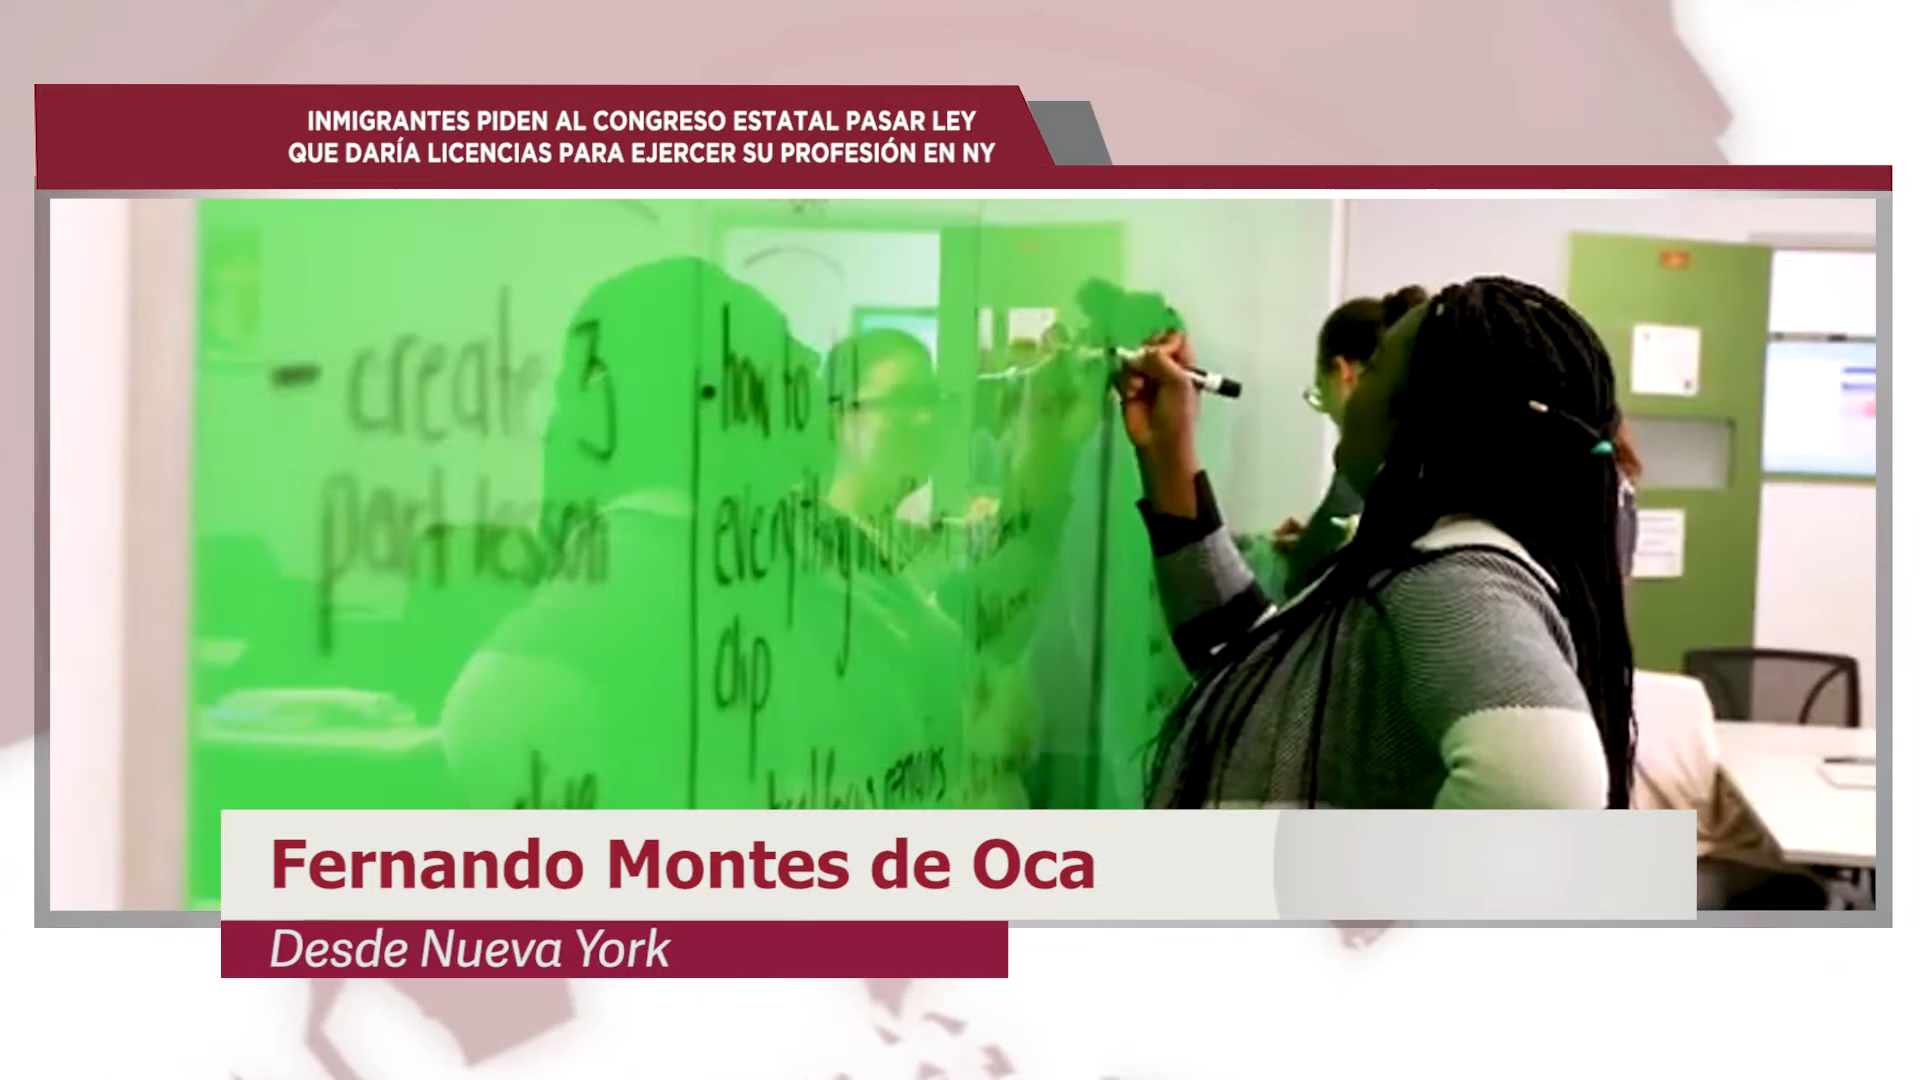 INMIGRANTES PIDEN AL CONGRESO ESTATAL PASAR LEY
QUE DARÍA LICENCIAS PARA EJERCER SU PROFESIÓN EN NY
- create 3
part lesson
• how to
everything
clip
Fernando Montes de Oca
Desde Nueva York